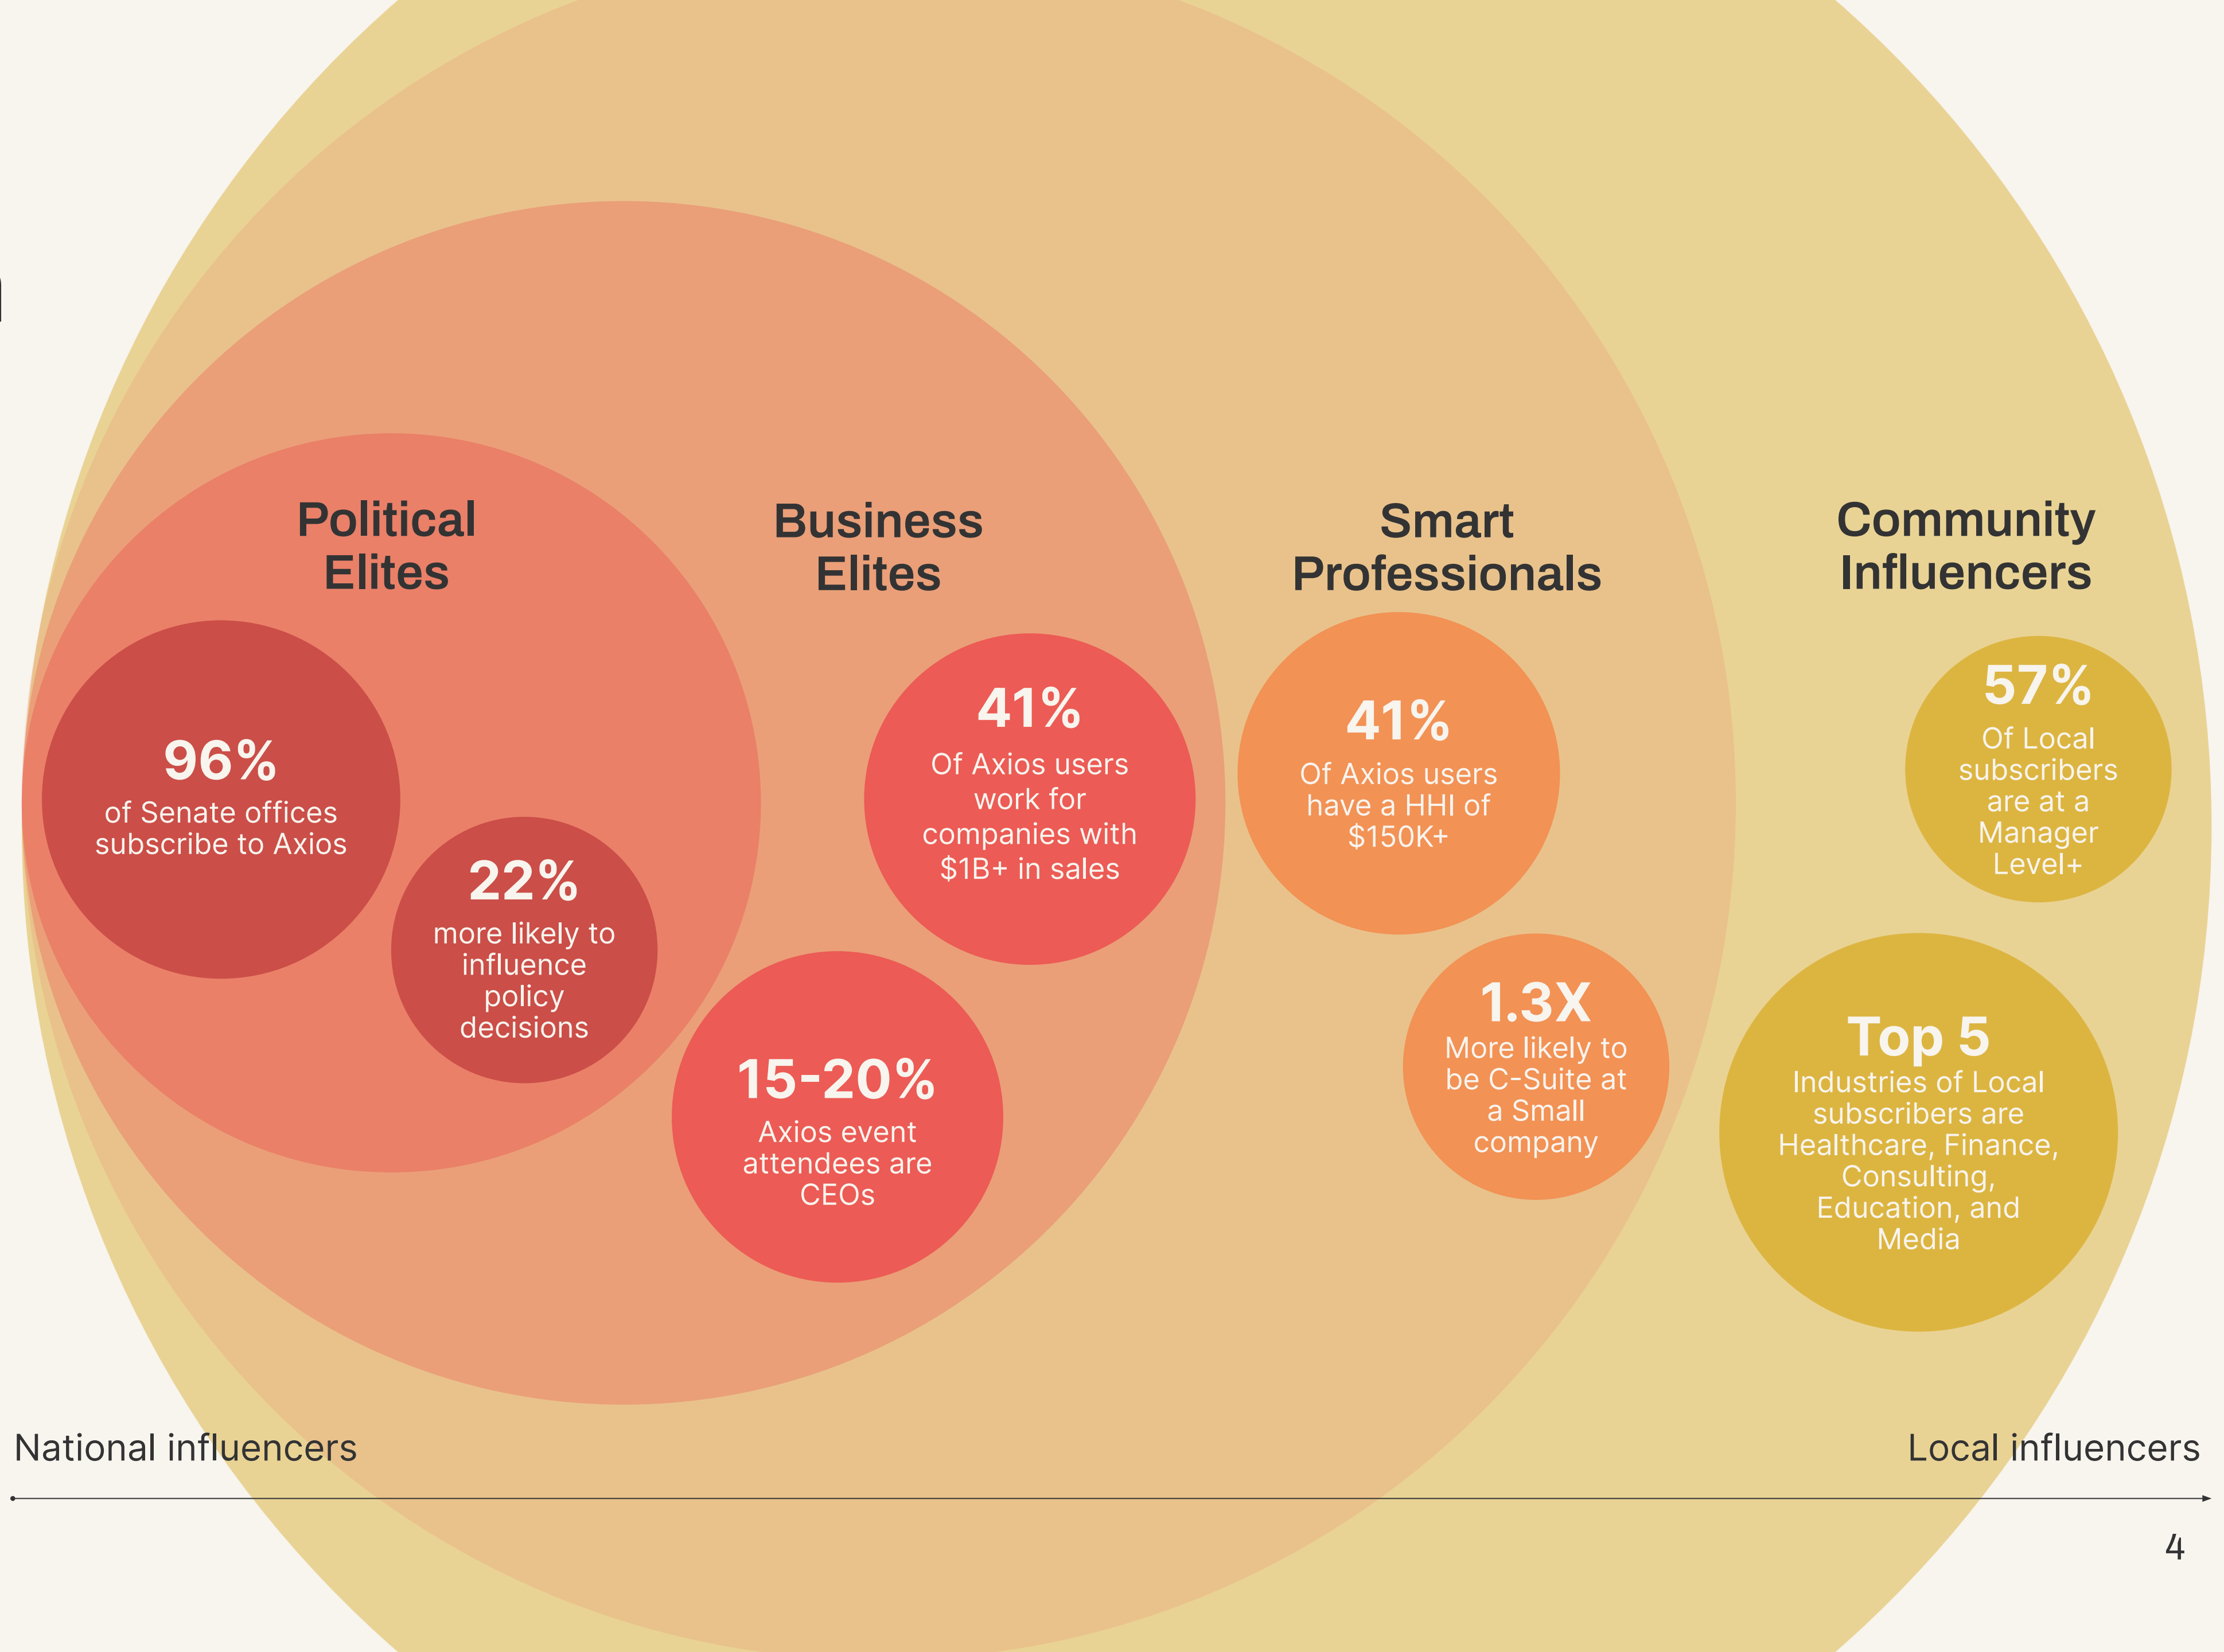 Political
Elites
96%
of Senate offices
subscribe to Axios
22%
more likely to
influence
policy
decisions
Business
Elites
41%
Of Axios users
work for
companies with
$1B+ in sales
15-20%
Axios event
attendees are
CEOs
Smart
Professionals
41%
Of Axios users
have a HHI of
$150K+
1.3X
More likely to
be C-Suite at
a Small
company
Community
Influencers
57%
Of Local
subscribers
are at a
Manager
Level+
Top 5
Industries of Local
subscribers are
Healthcare, Finance,
Consulting,
Education, and
Media
National influencers
Local influencers
4